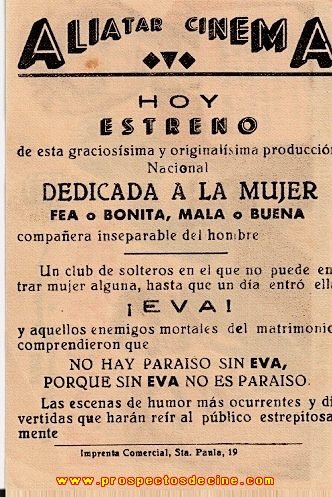 ALIATAR CINEMA
HOY
ESTRENO
de esta graciosísima y originalísima producción
Nacional
DEDICADA A LA MUJER
FEA o BONITA, MALA o BUENA
compañera inseparable del hombre
Un club de solteros en el que no puede en
trar mujer alguna, hasta que un día entró ella
¡EVA!
y aquellos enemigos mortales del matrimonio
comprendieron que
NO HAY PARAISO SIN EVA,
PORQUE SIN EVA NO ES PARAISO.
Las escenas de humor más ocurrentes y di
vertidas que harán reír al público estrepitosa
mente
Imprenta Comercial, Sta. Paula, 19
www.prospectosdecine.com